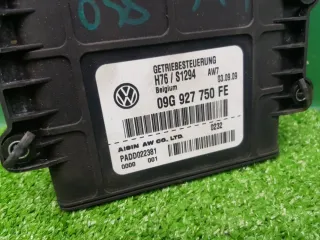 GETRIEBESTEUERUNG
H76 / S1294 AW7
Belgium 03.09.09
09G 927 750 FE
0232
AISIN AW CO., LTD.
PADD022381
0000 001